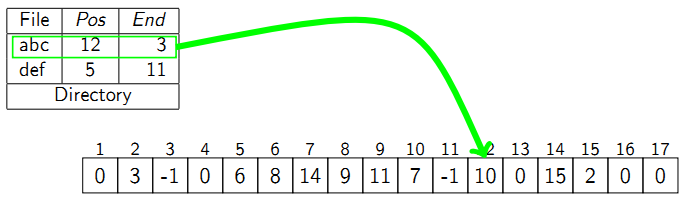 File Pos End
abc 12 3
def 5 11
Directory
1 2 3 4 5 6 7 8 9 10 11 2 13 14 15 16 17
0 3 -1 0 6 8 14 9 11 7 -1 10 0 15 2 0 0